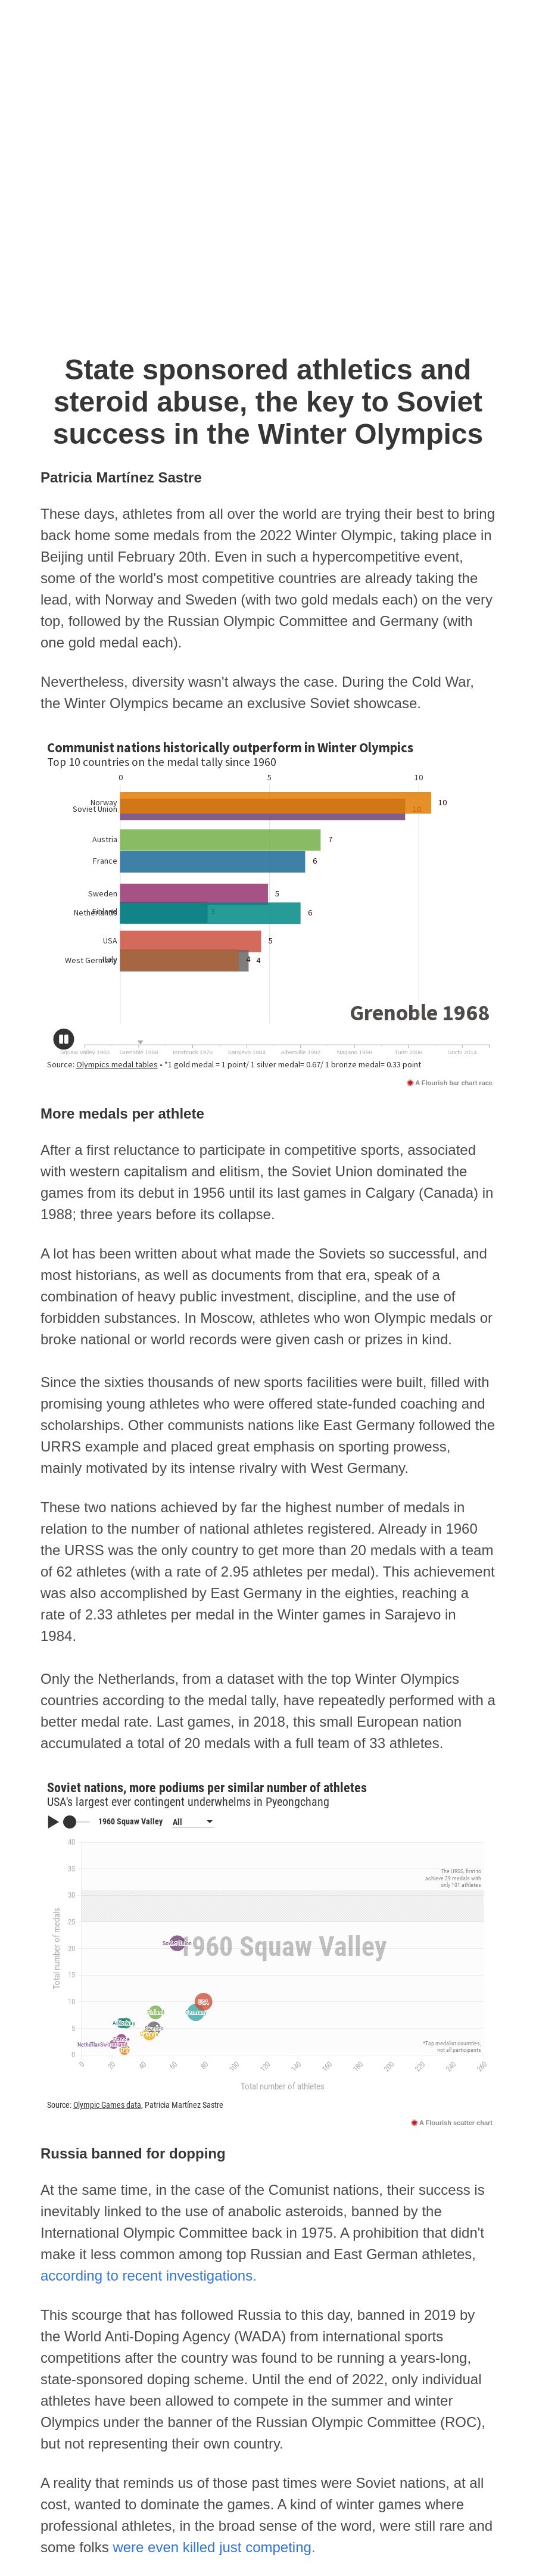 State sponsored athletics and
steroid abuse, the key to Soviet
success in the Winter Olympics
Patricia Martínez Sastre
These days, athletes from all over the world are trying their best to bring
back home some medals from the 2022 Winter Olympic, taking place in
Beijing until February 20th. Even in such a hypercompetitive event,
some of the world's most competitive countries are already taking the
lead, with Norway and Sweden (with two gold medals each) on the very
top, followed by the Russian Olympic Committee and Germany (with
one gold medal each).
Nevertheless, diversity wasn't always the case. During the Cold War,
the Winter Olympics became an exclusive Soviet showcase.
Communist nations historically outperform in Winter Olympics
Top 10 countries on the medal tally since 1960
0 5 10
Norway 10
Soviet Union 10
Austria 7
France 6
Sweden 5
Finland 3
Netherlands 6
USA 5
Italy 4
West Germany 4
Grenoble 1968
Squaw Valley 1960 Grenoble 1968 Innsbruck 1976 Sarajevo 1984 Albertville 1992 Nagano 1998 Turin 2006 Sochi 2014
Source: Olympics medal tables • *1 gold medal = 1 point/ 1 silver medal= 0.67/ 1 bronze medal= 0.33 point
A Flourish bar chart race
More medals per athlete
After a first reluctance to participate in competitive sports, associated
with western capitalism and elitism, the Soviet Union dominated the
games from its debut in 1956 until its last games in Calgary (Canada) in
1988; three years before its collapse.
A lot has been written about what made the Soviets so successful, and
most historians, as well as documents from that era, speak of a
combination of heavy public investment, discipline, and the use of
forbidden substances. In Moscow, athletes who won Olympic medals or
broke national or world records were given cash or prizes in kind.
Since the sixties thousands of new sports facilities were built, filled with
promising young athletes who were offered state-funded coaching and
scholarships. Other communists nations like East Germany followed the
URRS example and placed great emphasis on sporting prowess,
mainly motivated by its intense rivalry with West Germany.
These two nations achieved by far the highest number of medals in
relation to the number of national athletes registered. Already in 1960
the URSS was the only country to get more than 20 medals with a team
of 62 athletes (with a rate of 2.95 athletes per medal). This achievement
was also accomplished by East Germany in the eighties, reaching a
rate of 2.33 athletes per medal in the Winter games in Sarajevo in
1984.
Only the Netherlands, from a dataset with the top Winter Olympics
countries according to the medal tally, have repeatedly performed with a
better medal rate. Last games, in 2018, this small European nation
accumulated a total of 20 medals with a full team of 33 athletes.
Soviet nations, more podiums per similar number of athletes
USA's largest ever contingent underwhelms in Pyeongchang
1960 Squaw Valley All
40
35
The URSS, first to
achieve 29 medals with
only 101 athletes
30
25
Soviet Union
1960 Squaw Valley
20
15
Total number of medals
10
USA
Germany
5
*Top medalist countries,
not all participants
0
0 20 40 60 80 100 120 140 160 180 200 220 240 260
Total number of athletes
Source: Olympic Games data, Patricia Martínez Sastre
A Flourish scatter chart
Russia banned for dopping
At the same time, in the case of the Comunist nations, their success is
inevitably linked to the use of anabolic asteroids, banned by the
International Olympic Committee back in 1975. A prohibition that didn't
make it less common among top Russian and East German athletes,
according to recent investigations.
This scourge that has followed Russia to this day, banned in 2019 by
the World Anti-Doping Agency (WADA) from international sports
competitions after the country was found to be running a years-long,
state-sponsored doping scheme. Until the end of 2022, only individual
athletes have been allowed to compete in the summer and winter
Olympics under the banner of the Russian Olympic Committee (ROC),
but not representing their own country.
A reality that reminds us of those past times were Soviet nations, at all
cost, wanted to dominate the games. A kind of winter games where
professional athletes, in the broad sense of the word, were still rare and
some folks were even killed just competing.